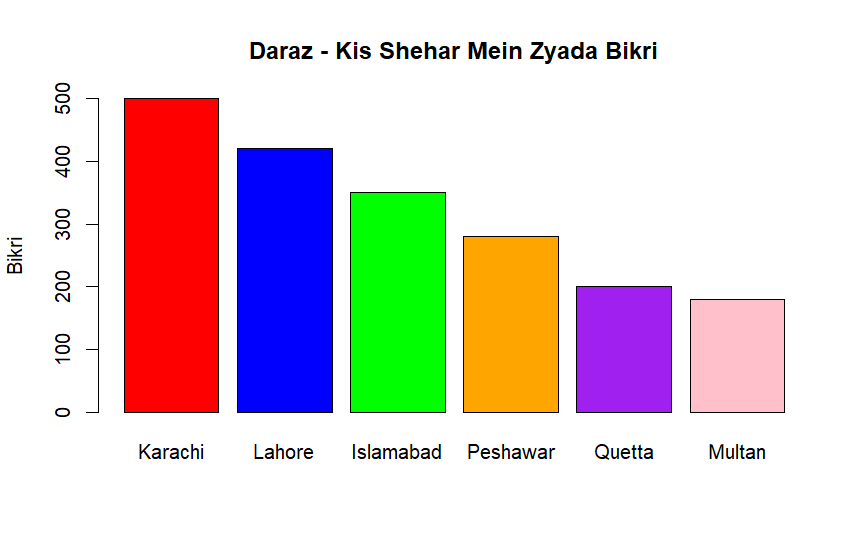 Daraz - Kis Shehar Mein Zyada Bikri
Bikri
500
400
300
200
100
0
Karachi Lahore Islamabad Peshawar Quetta Multan